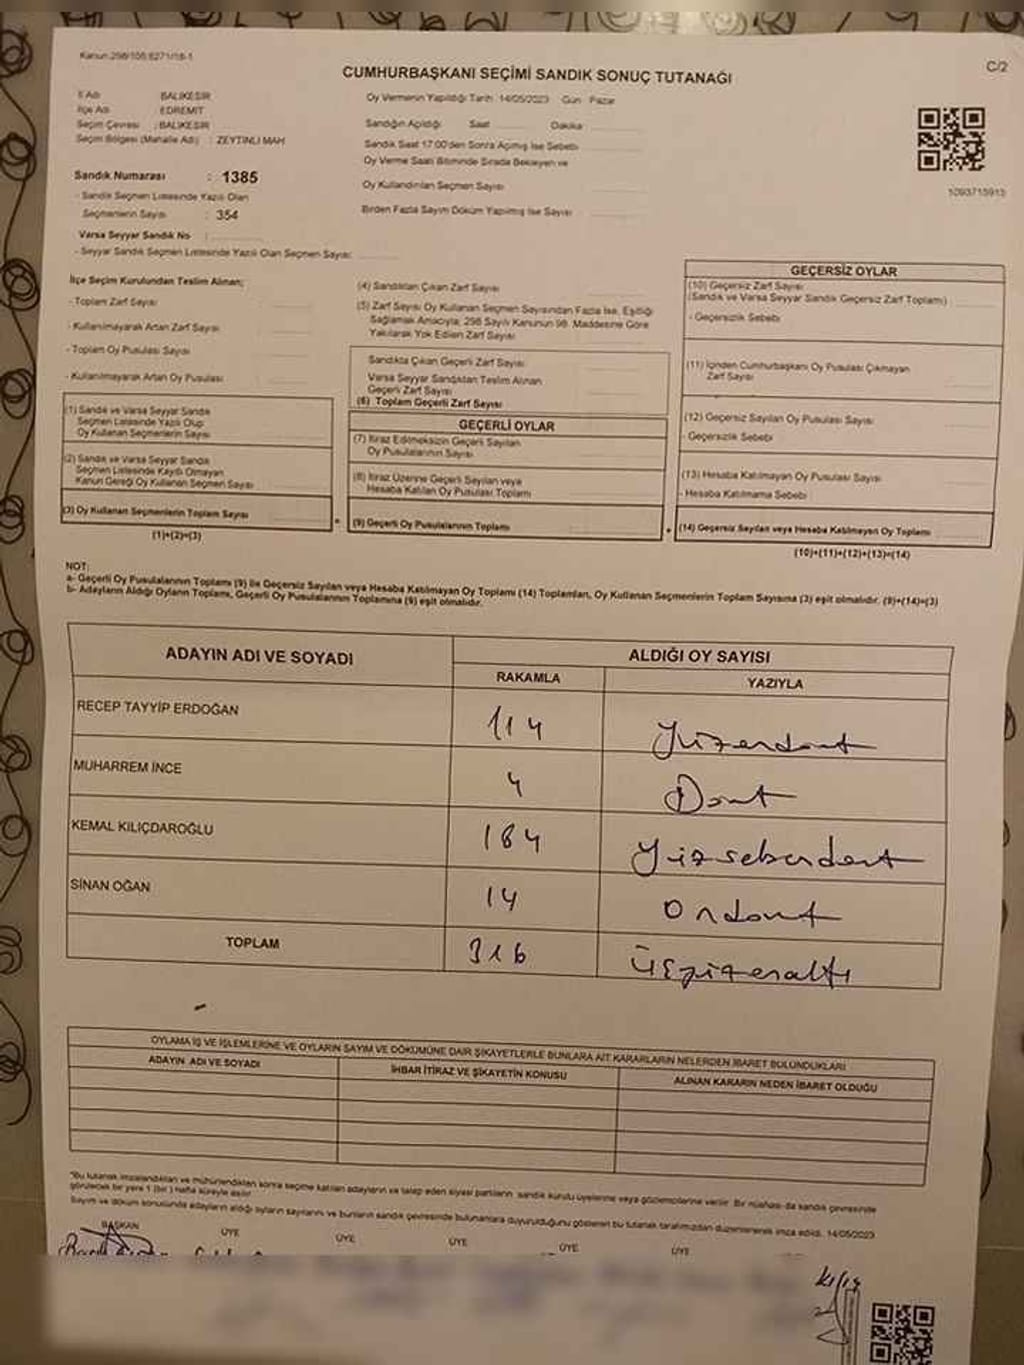 Kanun:298/105;6271/18-1
C/2
CUMHURBAŞKANI SEÇİMİ SANDIK SONUÇ TUTANAĞI
İl Adı BALIKESİR
İlçe Adı EDREMİT
Seçim Çevresi : BALIKESİR
Seçim Bölgesi (Mahalle Adı) : ZEYTİNLİ MAH
Sandık Numarası : 1385
- Sandık Seçmen Listesinde Yazılı Olan
Seçmenlerin Sayısı : 354
Varsa Seyyar Sandık No :
- Seyyar Sandık Seçmen Listesinde Yazılı Olan Seçmen Sayısı:
Oy Vermenin Yapıldığı Tarih :14/05/2023 Gün : Pazar
Sandığın Açıldığı Saat Dakika
Sandık Saat 17:00'den Sonra Açılmış İse Sebebi
Oy Verme Saati Bitiminde Sırada Bekleyen ve
Oy Kullandırılan Seçmen Sayısı
Birden Fazla Sayım Döküm Yapılmış İse Sayısı
1093715913
İlçe Seçim Kurulundan Teslim Alınan;
- Toplam Zarf Sayısı
- Kullanılmayarak Artan Zarf Sayısı
- Toplam Oy Pusulası Sayısı
- Kullanılmayarak Artan Oy Pusulası
(1) Sandık ve Varsa Seyyar Sandık
Seçmen Listesinde Yazılı Olup
Oy Kullanan Seçmenlerin Sayısı
(2) Sandık ve Varsa Seyyar Sandık
Seçmen Listesinde Kayıtlı Olmayan
Kanun Gereği Oy Kullanan Seçmen Sayısı
(3) Oy Kullanan Seçmenlerin Toplam Sayısı
(1)+(2)=(3)
(4) Sandıktan Çıkan Zarf Sayısı
(5) Zarf Sayısı Oy Kullanan Seçmen Sayısından Fazla İse, Eşitliği
Sağlamak Amacıyla, 298 Sayılı Kanunun 98. Maddesine Göre
Yakılarak Yok Edilen Zarf Sayısı
Sandıkta Çıkan Geçerli Zarf Sayısı
Varsa Seyyar Sandıktan Teslim Alınan
Geçerli Zarf Sayısı
(6) Toplam Geçerli Zarf Sayısı
GEÇERLİ OYLAR
(7) İtiraz Edilmeksizin Geçerli Sayılan
Oy Pusulalarının Sayısı
(8) İtiraz Üzerine Geçerli Sayılan veya
Hesaba Katılan Oy Pusulası Toplamı
(9) Geçerli Oy Pusulalarının Toplamı
GEÇERSİZ OYLAR
(10) Geçersiz Zarf Sayısı
(Sandık ve Varsa Seyyar Sandık Geçersiz Zarf Toplamı)
- Geçersizlik Sebebi
(11) İçinden Cumhurbaşkanı Oy Pusulası Çıkmayan
Zarf Sayısı
(12) Geçersiz Sayılan Oy Pusulası Sayısı
- Geçersizlik Sebebi
(13) Hesaba Katılmayan Oy Pusulası Sayısı
- Hesaba Katılmama Sebebi
(14) Geçersiz Sayılan veya Hesaba Katılmayan Oy Toplamı
(10)+(11)+(12)+(13)=(14)
NOT:
a- Geçerli Oy Pusulalarının Toplamı (9) ile Geçersiz Sayılan veya Hesaba Katılmayan Oy Toplamı (14) Toplamları, Oy Kullanan Seçmenlerin Toplam Sayısına (3) eşit olmalıdır. (9)+(14)=(3)
b- Adayların Aldığı Oyların Toplamı, Geçerli Oy Pusulalarının Toplamına (9) eşit olmalıdır.
ADAYIN ADI VE SOYADI ALDIĞI OY SAYISI
RAKAMLA YAZIYLA
RECEP TAYYİP ERDOĞAN 114 Yüzondört
MUHARREM İNCE 4 Dört
KEMAL KILIÇDAROĞLU 184 Yüzseksendört
SİNAN OĞAN 14 Ondört
TOPLAM 316 Üçyüzonaltı
OYLAMA İŞ VE İŞLEMLERİNE VE OYLARIN SAYIM VE DÖKÜMÜNE DAİR ŞİKAYETLERLE BUNLARA AİT KARARLARIN NELERDEN İBARET BULUNDUKLARI
ADAYIN ADI VE SOYADI İHBAR İTİRAZ VE ŞİKAYETİN KONUSU ALINAN KARARIN NEDEN İBARET OLDUĞU
*Bu tutanak imzalandıktan ve mühürlendikten sonra seçime katılan adayların ve talep eden siyasi partilerin sandık kurulu üyelerine veya gözlemcilerine verilir. Bir nüshası da sandık çevresinde
görülecek bir yere 1 (bir) hafta süreyle asılır.
Sayım ve döküm sonucunda adayların aldığı oyların sayılarını ve bunların sandık çevresinde bulunanlara duyurulduğunu gösteren bu tutanak tarafımızdan düzenlenerek imza edildi. 14/05/2023
BAŞKAN ÜYE ÜYE ÜYE ÜYE ÜYE